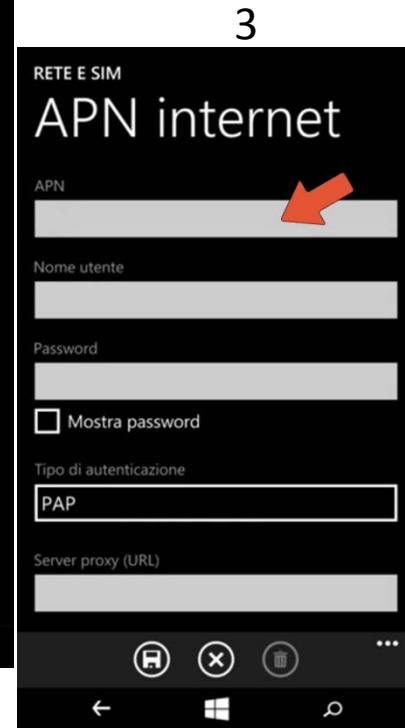 3
RETE E SIM
APN internet
APN
Nome utente
Password
Mostra password
Tipo di autenticazione
PAP
Server proxy (URL)